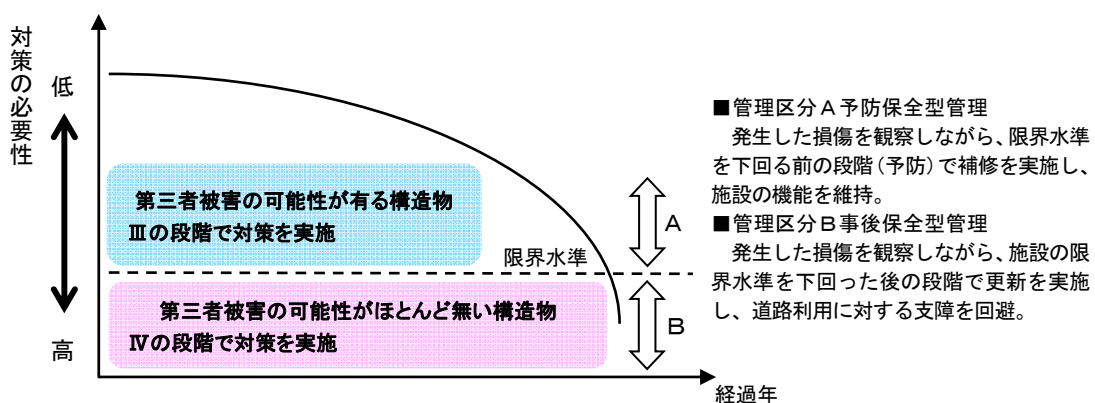 対策の必要性
低
高
第三者被害の可能性が有る構造物
Ⅲの段階で対策を実施
限界水準
第三者被害の可能性がほとんど無い構造物
Ⅳの段階で対策を実施
A
B
経過年
■管理区分A予防保全型管理
発生した損傷を観察しながら、限界水準
を下回る前の段階(予防)で補修を実施し、
施設の機能を維持。
■管理区分B事後保全型管理
発生した損傷を観察しながら、施設の限
界水準を下回った後の段階で更新を実施
し、道路利用に対する支障を回避。